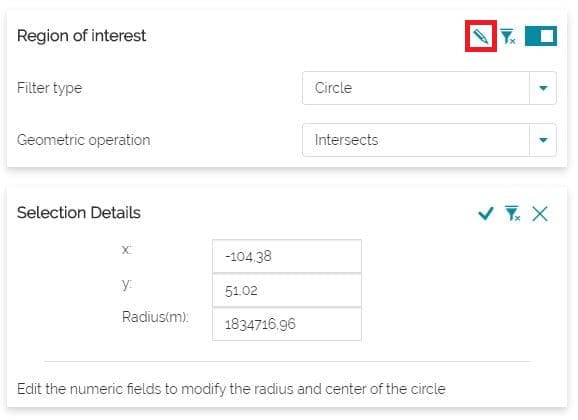 Region of interest
Filter type
Circle
Geometric operation
Intersects
Selection Details
x:
-104,38
y:
51,02
Radius(m):
1834716,96
Edit the numeric fields to modify the radius and center of the circle